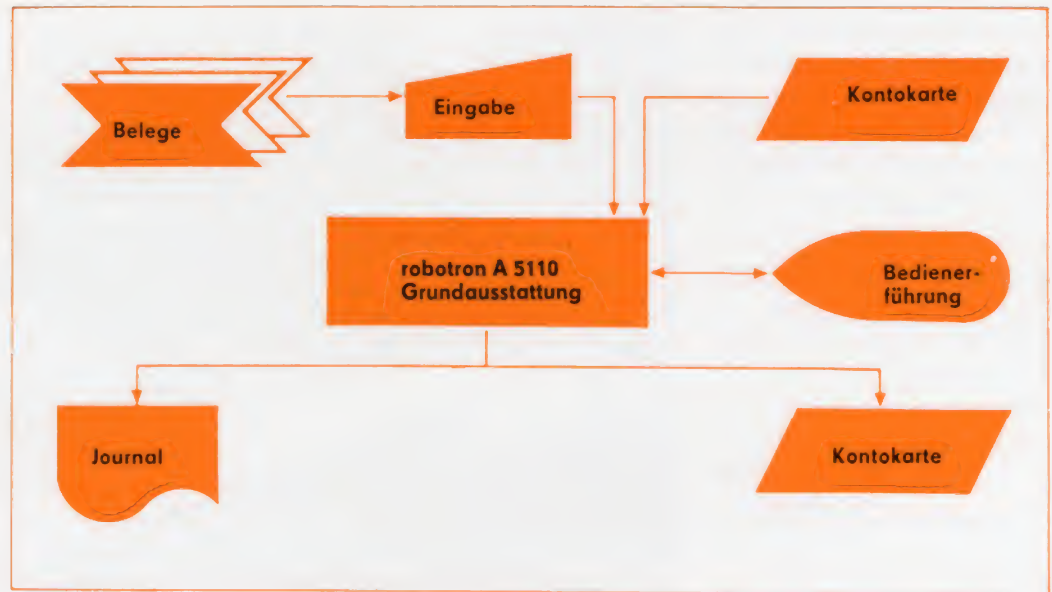 Belege
Eingabe
Kontokarte
robotron A 5110
Grundausstattung
Bediener-
führung
Journal
Kontokarte